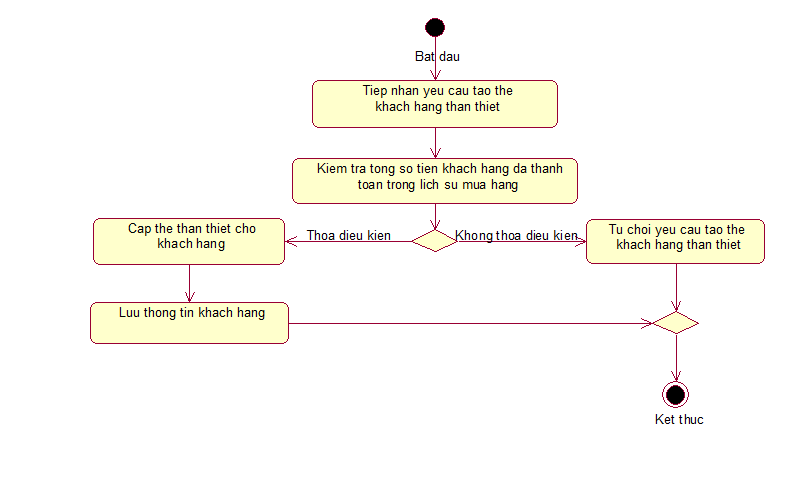 Bat dau
Tiep nhan yeu cau tao the
khach hang than thiet
Kiem tra tong so tien khach hang da thanh
toan trong lich su mua hang
Thoa dieu kien
Khong thoa dieu kien
Cap the than thiet cho
khach hang
Tu choi yeu cau tao the
khach hang than thiet
Luu thong tin khach hang
Ket thuc